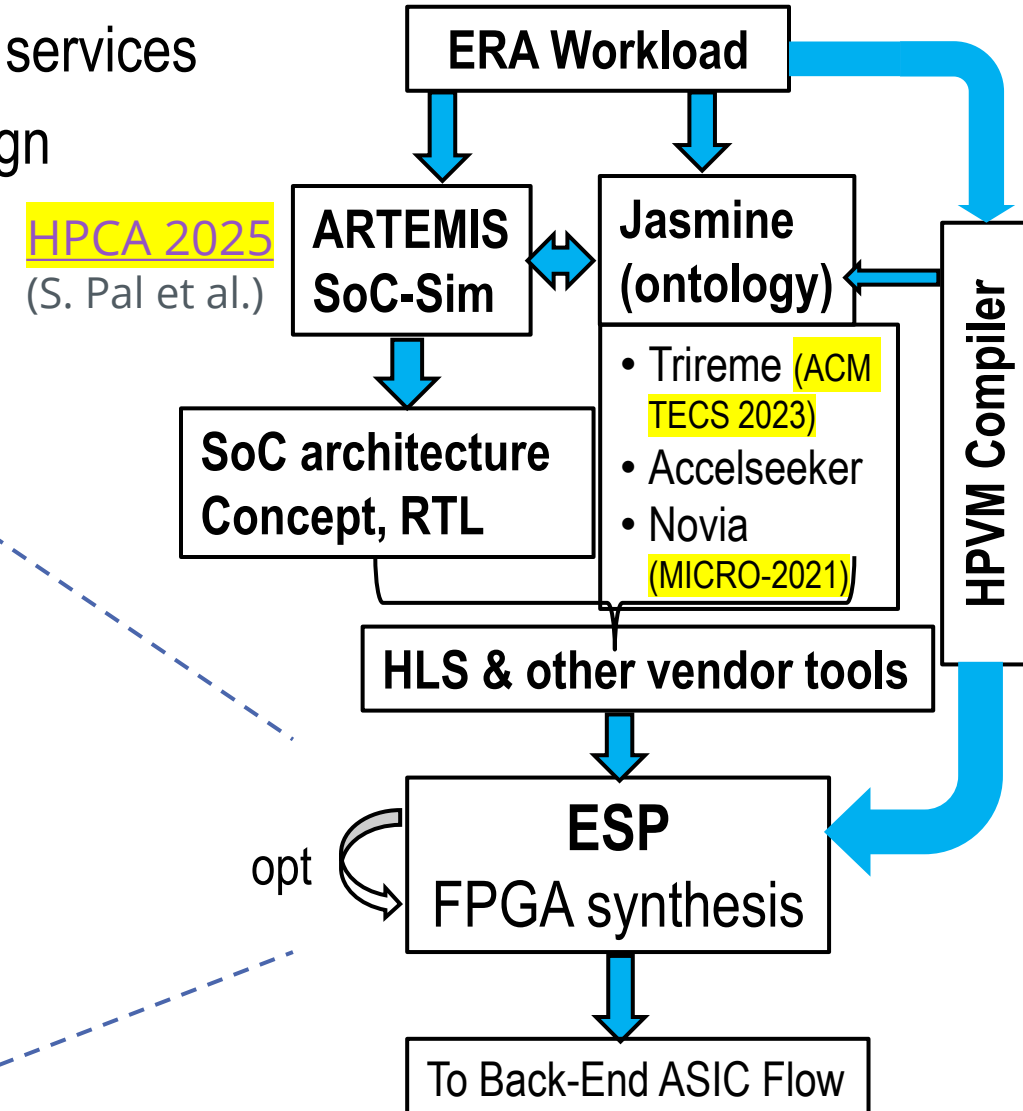 services
gn
ERA Workload
HPCA 2025
(S. Pal et al.)
ARTEMIS
SoC-Sim
Jasmine
(ontology)
• Trireme (ACM
TECS 2023)
• Accelseeker
• Novia
(MICRO-2021)
HPVM Compiler
SoC architecture
Concept, RTL
HLS & other vendor tools
opt
ESP
FPGA synthesis
To Back-End ASIC Flow